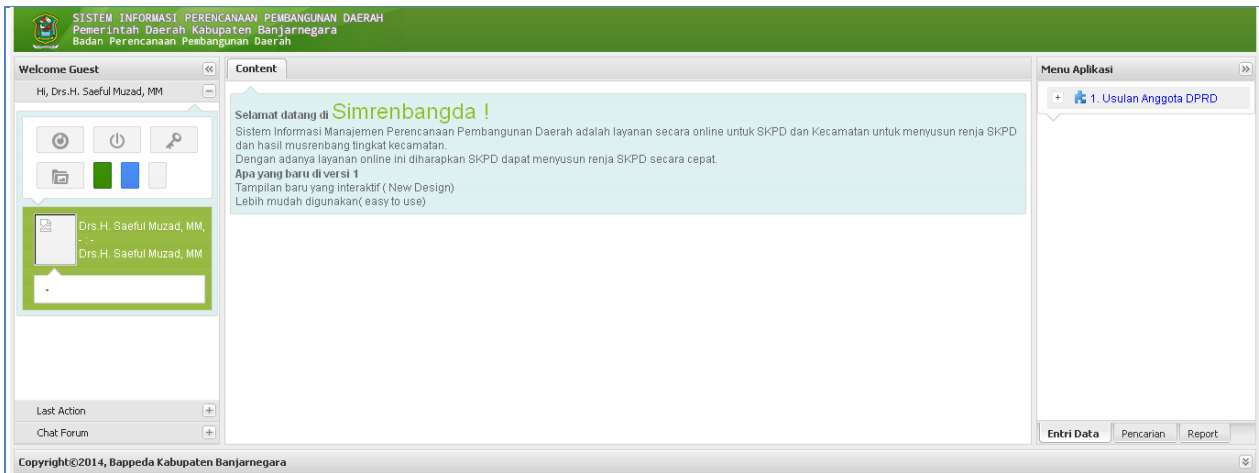 SISTEM INFORMASI PERENCANAAN PEMBANGUNAN DAERAH
Pemerintah Daerah Kabupaten Banjarnegara
Badan Perencanaan Pembangunan Daerah
Welcome Guest
Hi, Drs.H. Saeful Muzad, MM
Drs.H. Saeful Muzad, MM,
- : -
Drs.H. Saeful Muzad, MM
-
Last Action
Chat Forum
Content
Selamat datang di Simrenbangda !
Sistem Informasi Manajemen Perencanaan Pembangunan Daerah adalah layanan secara online untuk SKPD dan Kecamatan untuk menyusun renja SKPD
dan hasil musrenbang tingkat kecamatan.
Dengan adanya layanan online ini diharapkan SKPD dapat menyusun renja SKPD secara cepat.
Apa yang baru di versi 1
Tampilan baru yang interaktif ( New Design)
Lebih mudah digunakan( easy to use)
Menu Aplikasi
1. Usulan Anggota DPRD
Entri Data Pencarian Report
Copyright©2014, Bappeda Kabupaten Banjarnegara